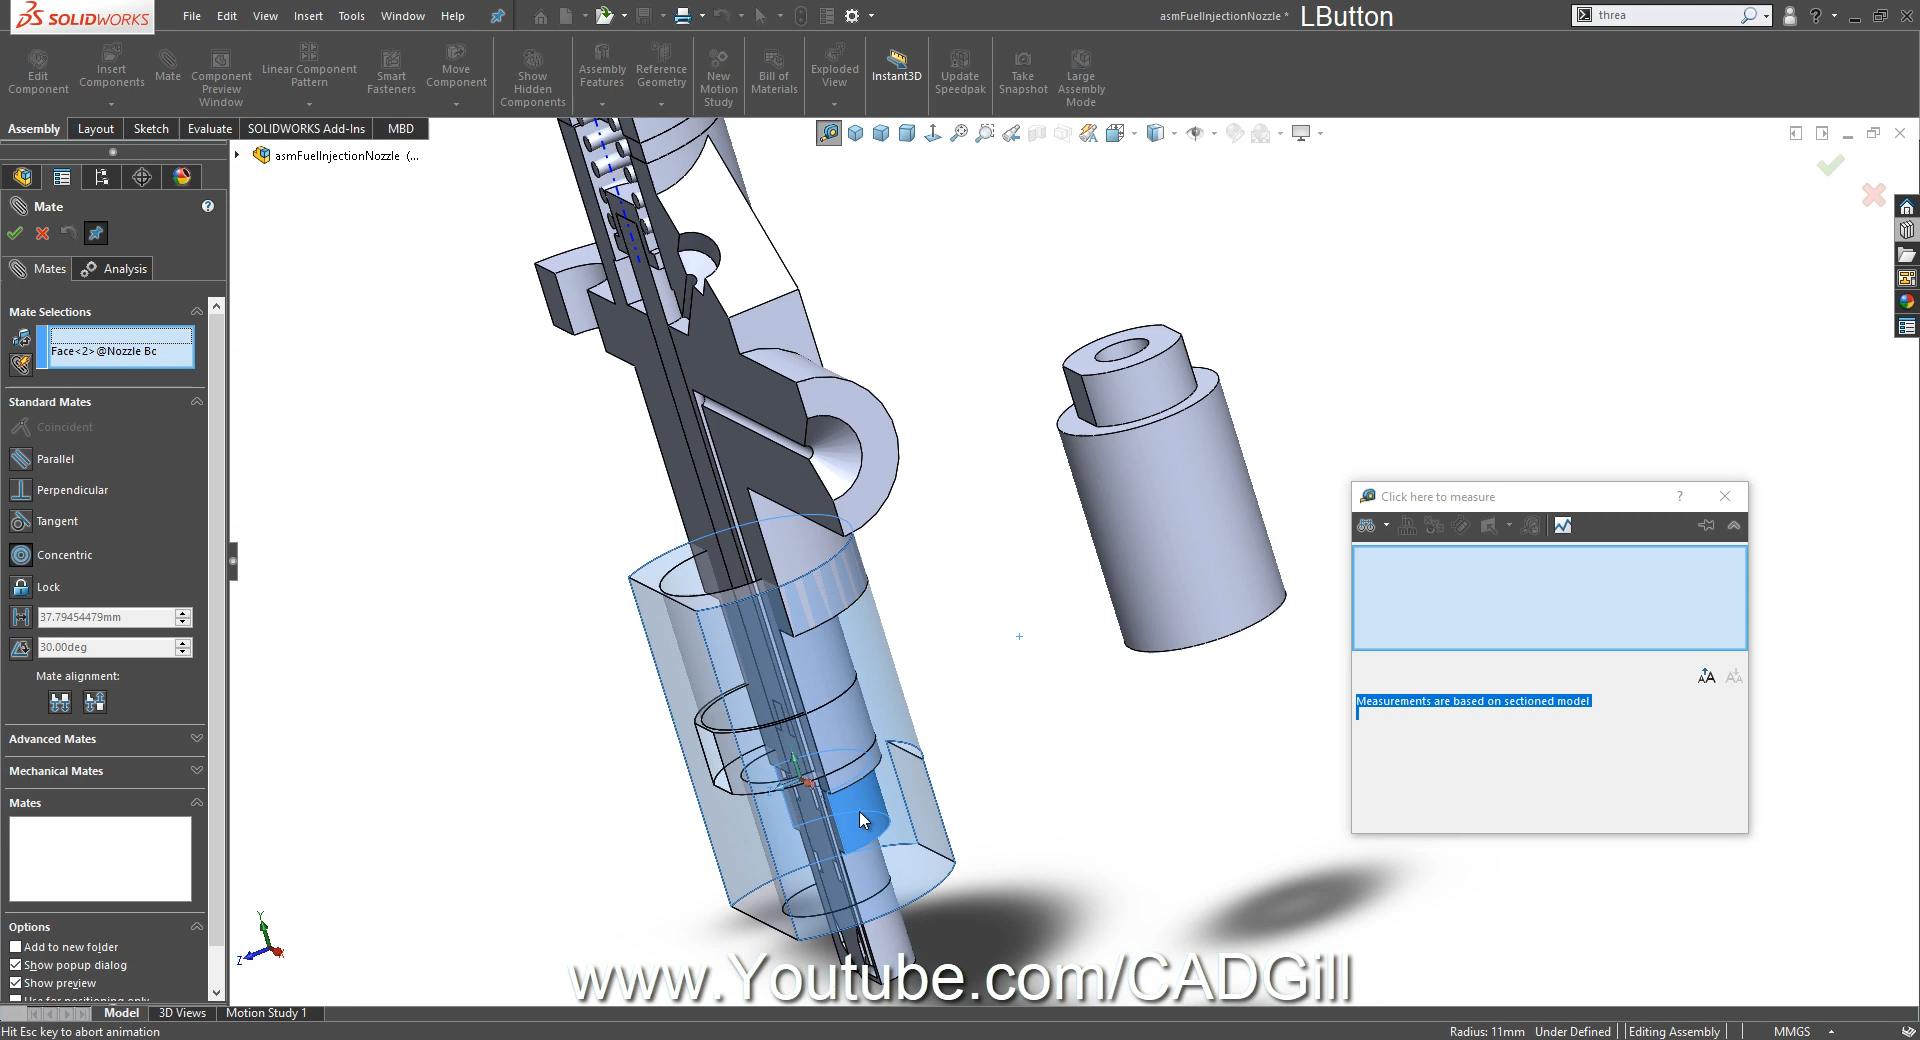 SOLIDWORKS
File Edit View Insert Tools Window Help
asmFuelInjectionNozzle *
LButton
threa
Edit Component
Insert Components
Mate
Component Preview Window
Linear Component Pattern
Smart Fasteners
Move Component
Show Hidden Components
Assembly Features
Reference Geometry
New Motion Study
Bill of Materials
Exploded View
Instant3D
Update Speedpak
Take Snapshot
Large Assembly Mode
Assembly Layout Sketch Evaluate SOLIDWORKS Add-Ins MBD
asmFuelInjectionNozzle (...
Mate
Mates Analysis
Mate Selections
Face<2>@Nozzle Bc
Standard Mates
Coincident
Parallel
Perpendicular
Tangent
Concentric
Lock
37.79454479mm
30.00deg
Mate alignment:
Advanced Mates
Mechanical Mates
Mates
Options
Add to new folder
Show popup dialog
Show preview
Use for positioning only
Click here to measure ?
Measurements are based on sectioned model
Y
Z
X
www.Youtube.com/CADGill
Model 3D Views Motion Study 1
Hit Esc key to abort animation
Radius: 11mm Under Defined Editing Assembly MMGS